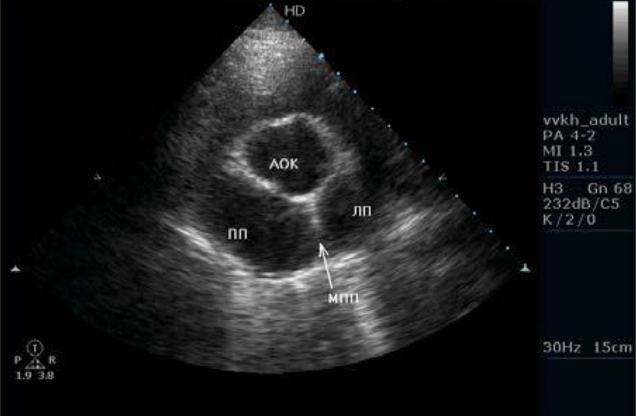 HD
АОК
ПП
ЛП
МПП
P T R
1.9 3.8
vvkh_adult
PA 4-2
MI 1.3
TIS 1.1
H3 Gn 68
232dB/C5
K/2/0
30Hz 15cm